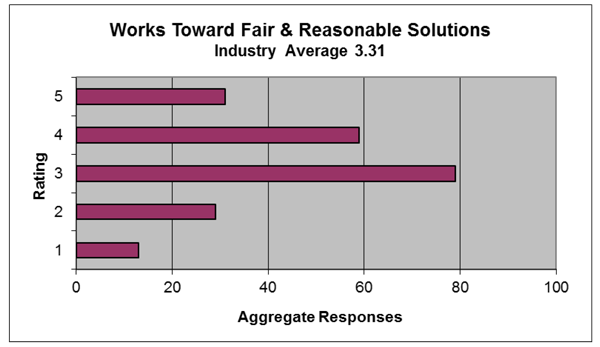 Works Toward Fair & Reasonable Solutions
Industry Average 3.31
Rating
5
4
3
2
1
0 20 40 60 80 100
Aggregate Responses